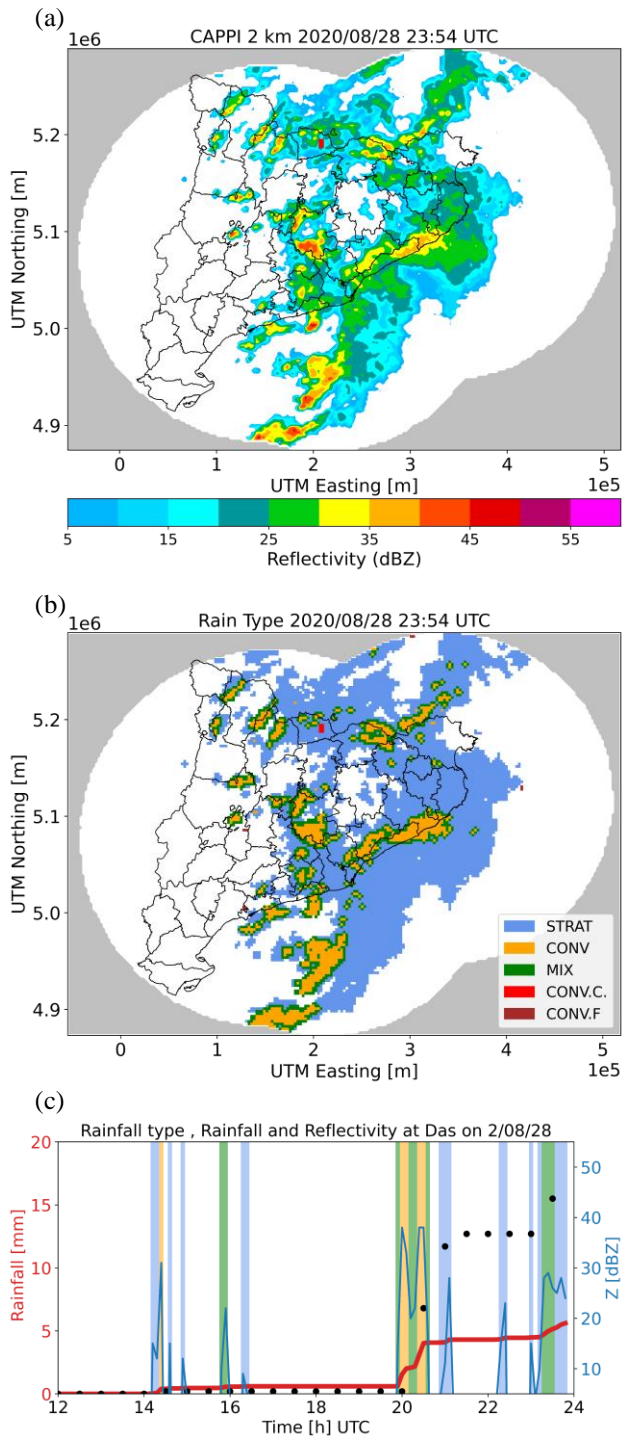 (a)
1e6
CAPPI 2 km 2020/08/28 23:54 UTC
UTM Northing [m]
5.2
5.1
5.0
4.9
0 1 2 3 4 5
UTM Easting [m]
1e5
5 15 25 35 45 55
Reflectivity (dBZ)
(b)
1e6
Rain Type 2020/08/28 23:54 UTC
UTM Northing [m]
5.2
5.1
5.0
4.9
STRAT
CONV
MIX
CONV.C.
CONV.F
0 1 2 3 4 5
UTM Easting [m]
1e5
(c)
Rainfall type , Rainfall and Reflectivity at Das on 2/08/28
Rainfall [mm]
20
15
10
5
0
50
40
30
20
10
Z [dBZ]
12 14 16 18 20 22 24
Time [h] UTC